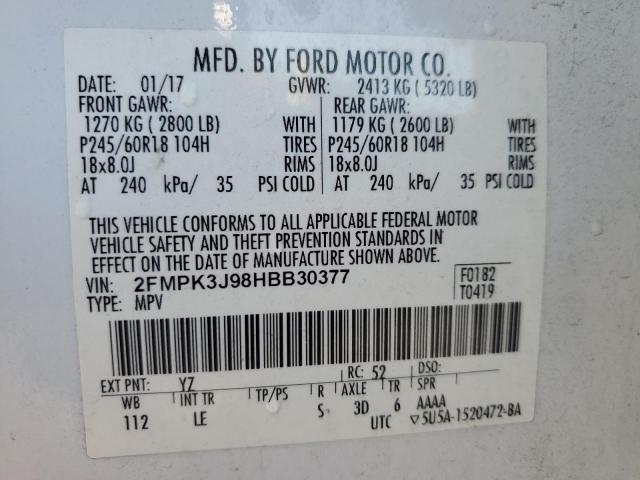 MFD. BY FORD MOTOR CO.
DATE: 01/17 GVWR: 2413 KG ( 5320 LB)
FRONT GAWR: REAR GAWR:
1270 KG ( 2800 LB) WITH 1179 KG ( 2600 LB) WITH
P245/60R18 104H TIRES P245/60R18 104H TIRES
18x8.0J RIMS 18x8.0J RIMS
AT 240 kPa/ 35 PSI COLD AT 240 kPa/ 35 PSI COLD
THIS VEHICLE CONFORMS TO ALL APPLICABLE FEDERAL MOTOR
VEHICLE SAFETY AND THEFT PREVENTION STANDARDS IN
EFFECT ON THE DATE OF MANUFACTURE SHOWN ABOVE.
VIN: 2FMPK3J98HBB30377 F0182
TYPE: MPV T0419
EXT PNT: YZ RC: 52 DSO:
WB INT TR TP/PS R AXLE TR SPR
112 LE S 3D 6 AAAA
UTC ▽5U5A-1520472-BA